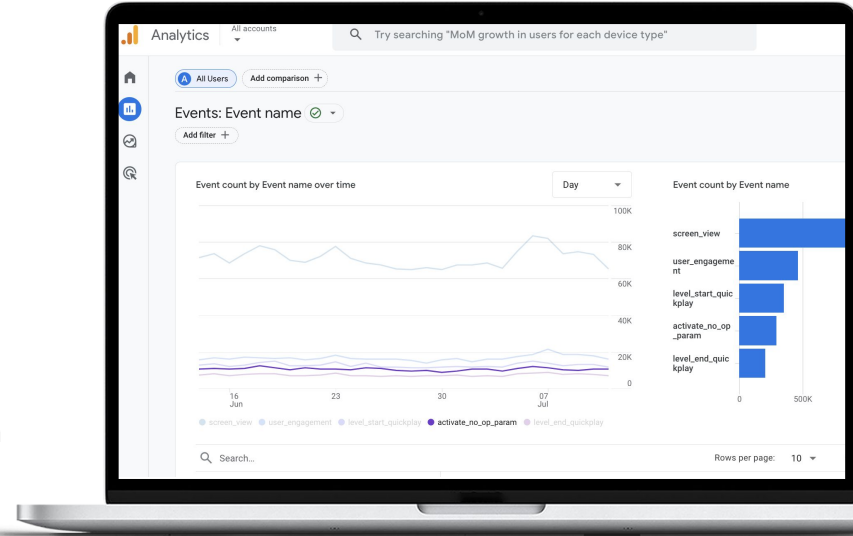 Analytics
All accounts
Try searching "MoM growth in users for each device type"
A All Users
Add comparison +
Events: Event name
Add filter +
Event count by Event name over time
Day
100K
80K
60K
40K
20K
0
16
Jun
23
30
07
Jul
screen_view
user_engagement
level_start_quickplay
activate_no_op_param
level_end_quickplay
Event count by Event name
screen_view
user_engageme
nt
level_start_quic
kplay
activate_no_op
_param
level_end_quic
kplay
0
500K
Search...
Rows per page:
10